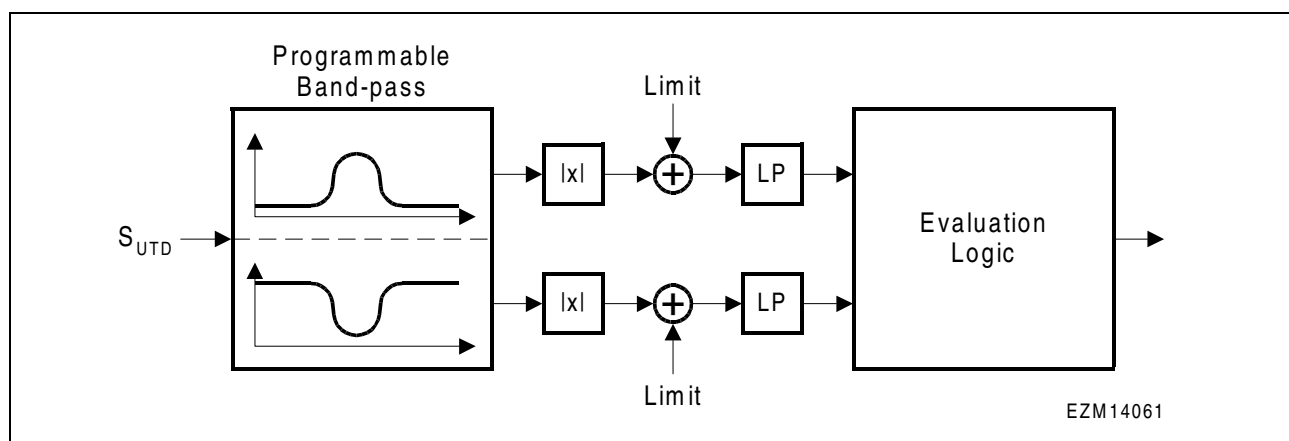 Programmable
Band-pass
Limit
|x|
+
LP
S_UTD
Evaluation
Logic
|x|
+
LP
Limit
EZM14061